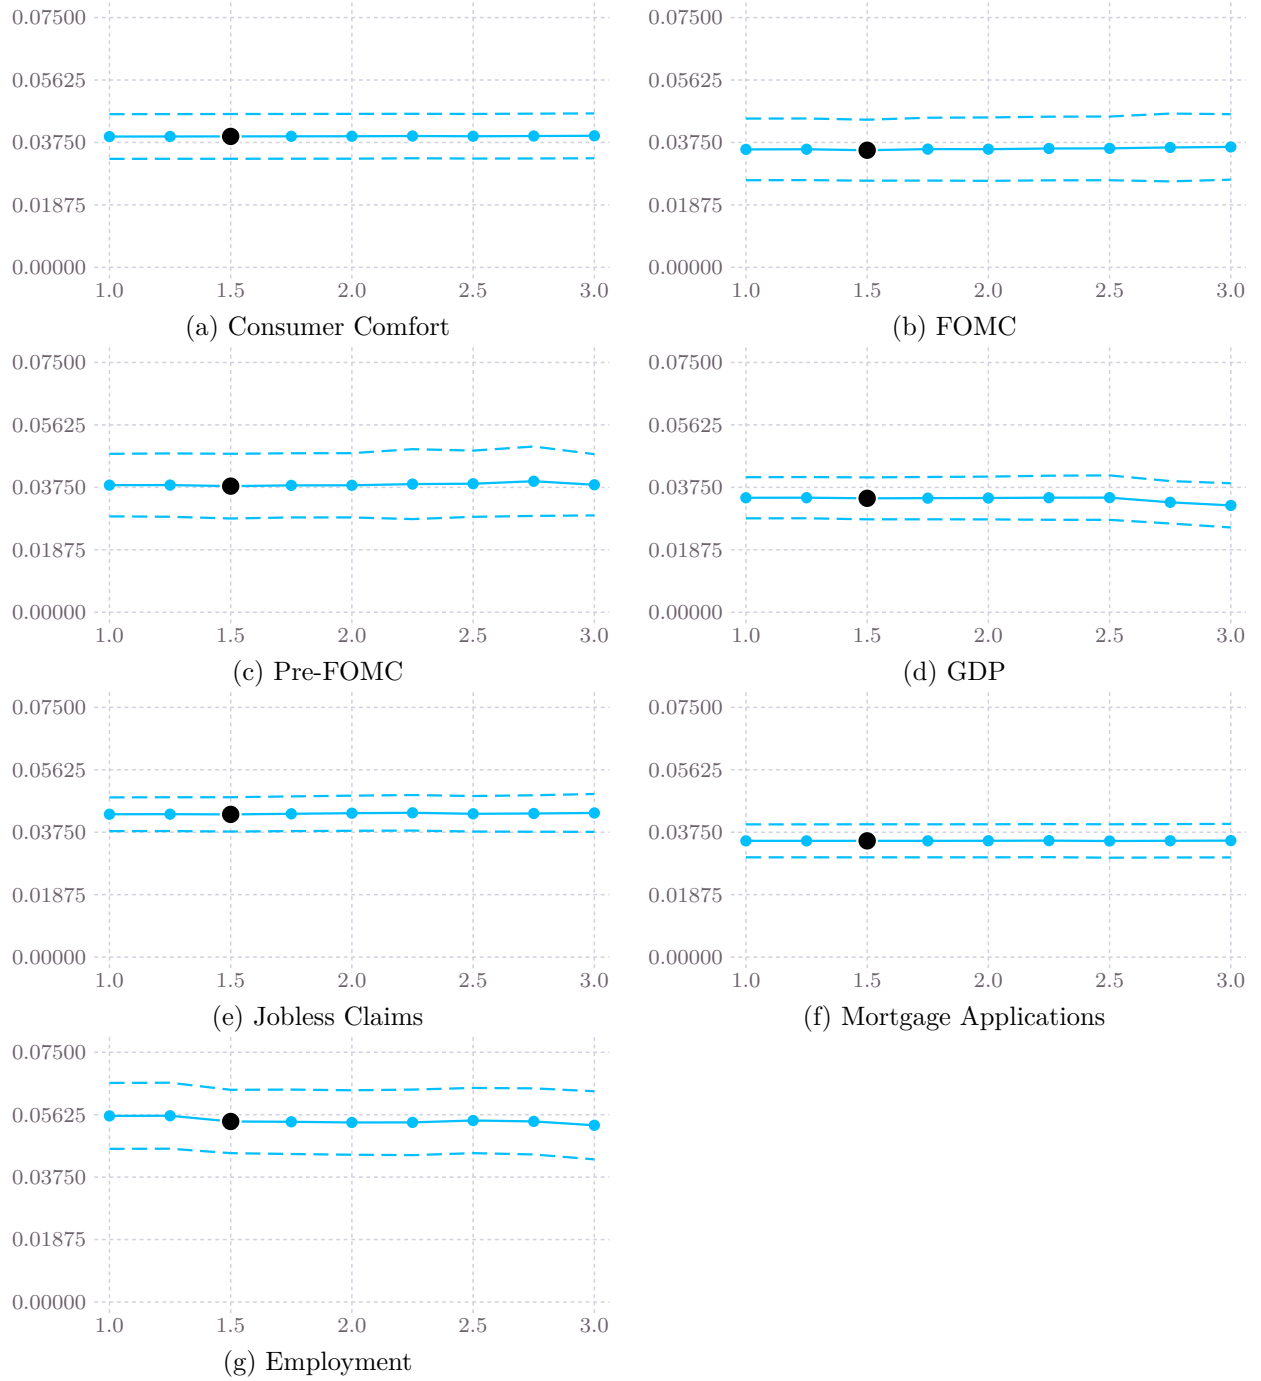 0.07500
0.05625
0.03750
0.01875
0.00000
1.0 1.5 2.0 2.5 3.0
(a) Consumer Comfort
0.07500
0.05625
0.03750
0.01875
0.00000
1.0 1.5 2.0 2.5 3.0
(b) FOMC
0.07500
0.05625
0.03750
0.01875
0.00000
1.0 1.5 2.0 2.5 3.0
(c) Pre-FOMC
0.07500
0.05625
0.03750
0.01875
0.00000
1.0 1.5 2.0 2.5 3.0
(d) GDP
0.07500
0.05625
0.03750
0.01875
0.00000
1.0 1.5 2.0 2.5 3.0
(e) Jobless Claims
0.07500
0.05625
0.03750
0.01875
0.00000
1.0 1.5 2.0 2.5 3.0
(f) Mortgage Applications
0.07500
0.05625
0.03750
0.01875
0.00000
1.0 1.5 2.0 2.5 3.0
(g) Employment